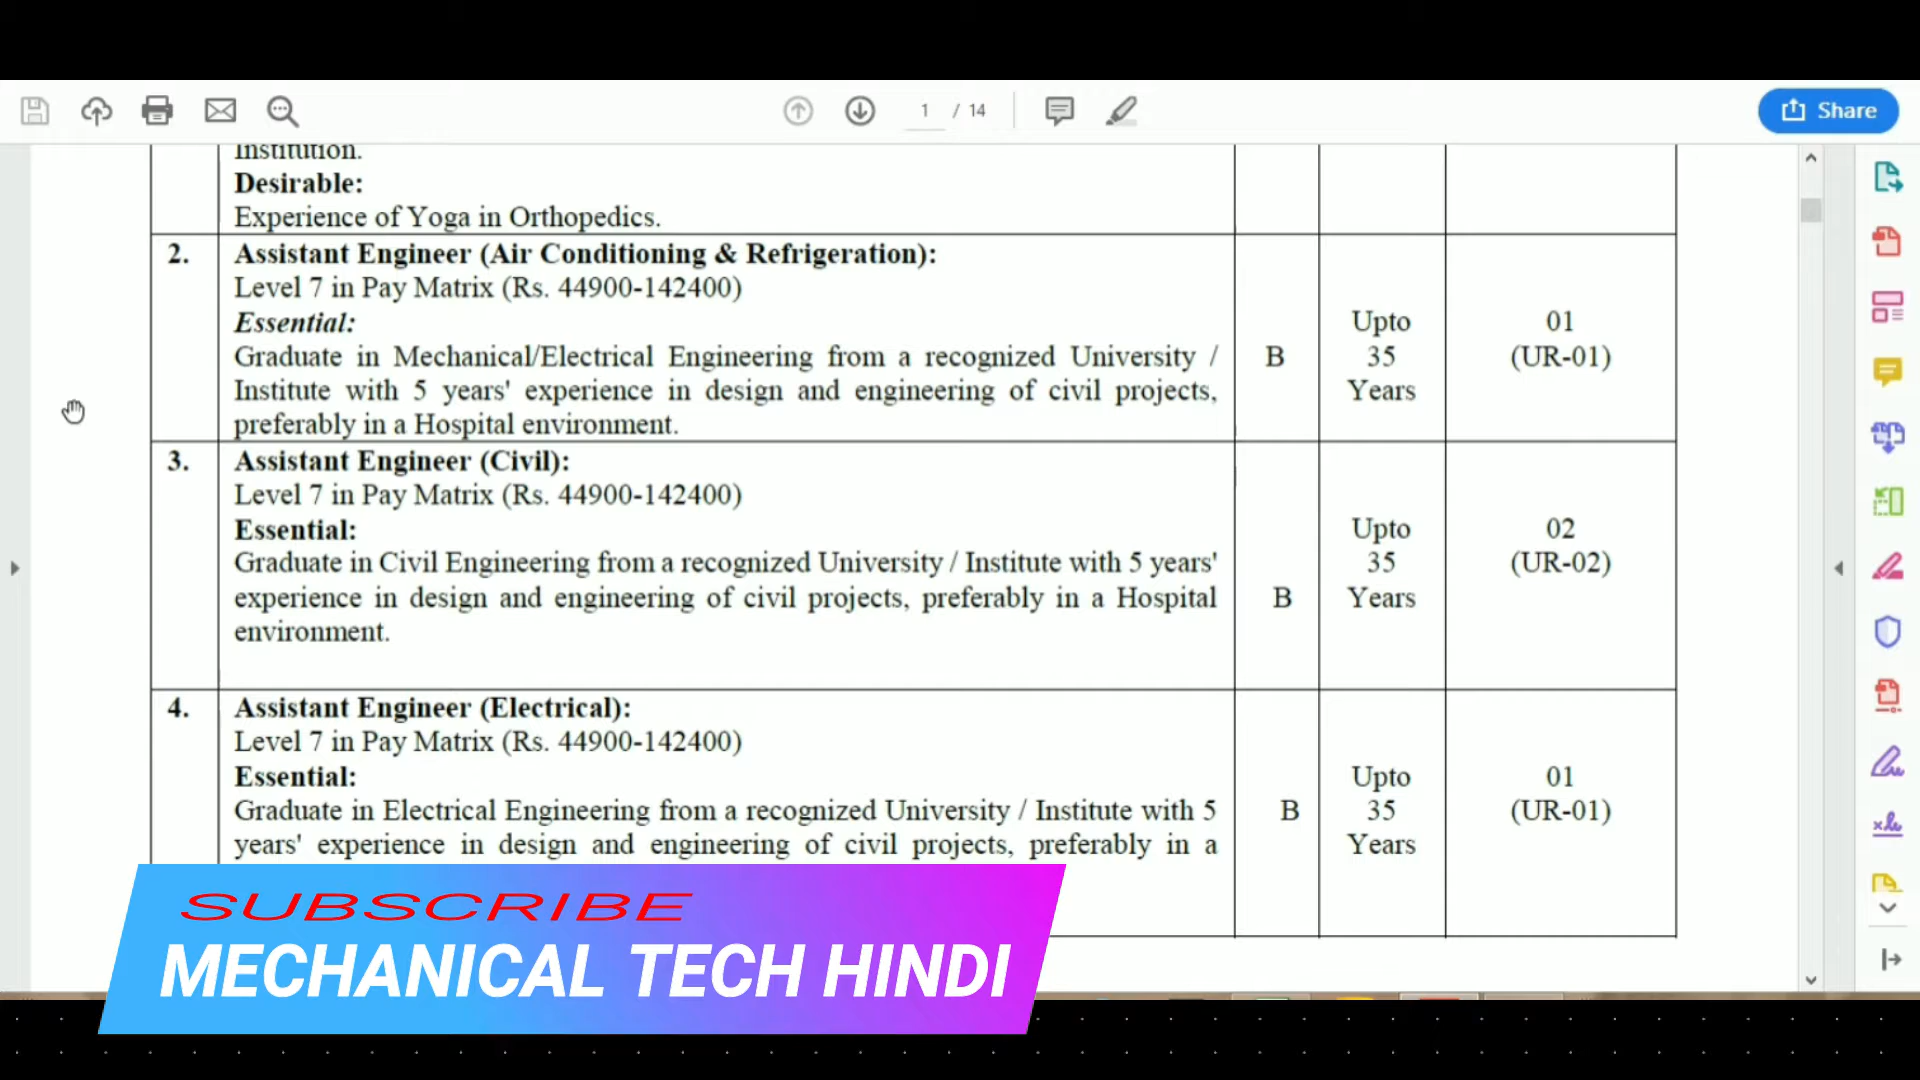 1 / 14
Share
Institution.
Desirable:
Experience of Yoga in Orthopedics.
2.
Assistant Engineer (Air Conditioning & Refrigeration):
Level 7 in Pay Matrix (Rs. 44900-142400)
Essential:
Graduate in Mechanical/Electrical Engineering from a recognized University /
Institute with 5 years' experience in design and engineering of civil projects,
preferably in a Hospital environment.
B
Upto
35
Years
01
(UR-01)
3.
Assistant Engineer (Civil):
Level 7 in Pay Matrix (Rs. 44900-142400)
Essential:
Graduate in Civil Engineering from a recognized University / Institute with 5 years'
experience in design and engineering of civil projects, preferably in a Hospital
environment.
B
Upto
35
Years
02
(UR-02)
4.
Assistant Engineer (Electrical):
Level 7 in Pay Matrix (Rs. 44900-142400)
Essential:
Graduate in Electrical Engineering from a recognized University / Institute with 5
years' experience in design and engineering of civil projects, preferably in a
B
Upto
35
Years
01
(UR-01)
SUBSCRIBE
MECHANICAL TECH HINDI